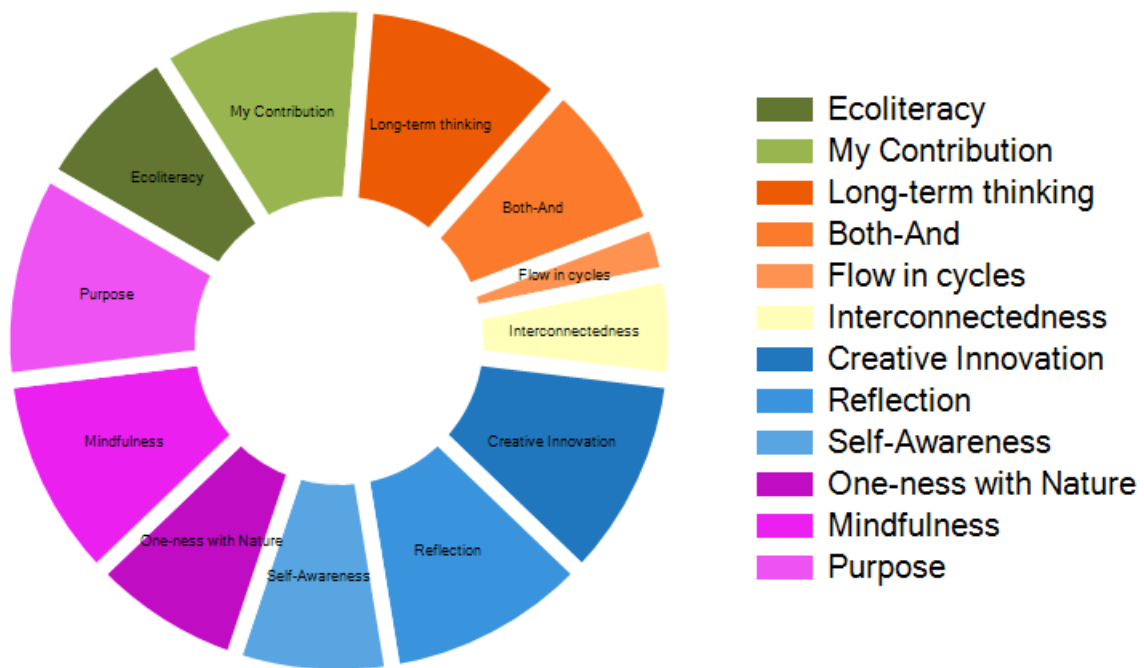 My Contribution
Long-term thinking
Ecoliteracy
Both-And
Flow in cycles
Purpose
Interconnectedness
Mindfulness
Creative Innovation
One-ness with Nature
Reflection
Self-Awareness
Ecoliteracy
My Contribution
Long-term thinking
Both-And
Flow in cycles
Interconnectedness
Creative Innovation
Reflection
Self-Awareness
One-ness with Nature
Mindfulness
Purpose